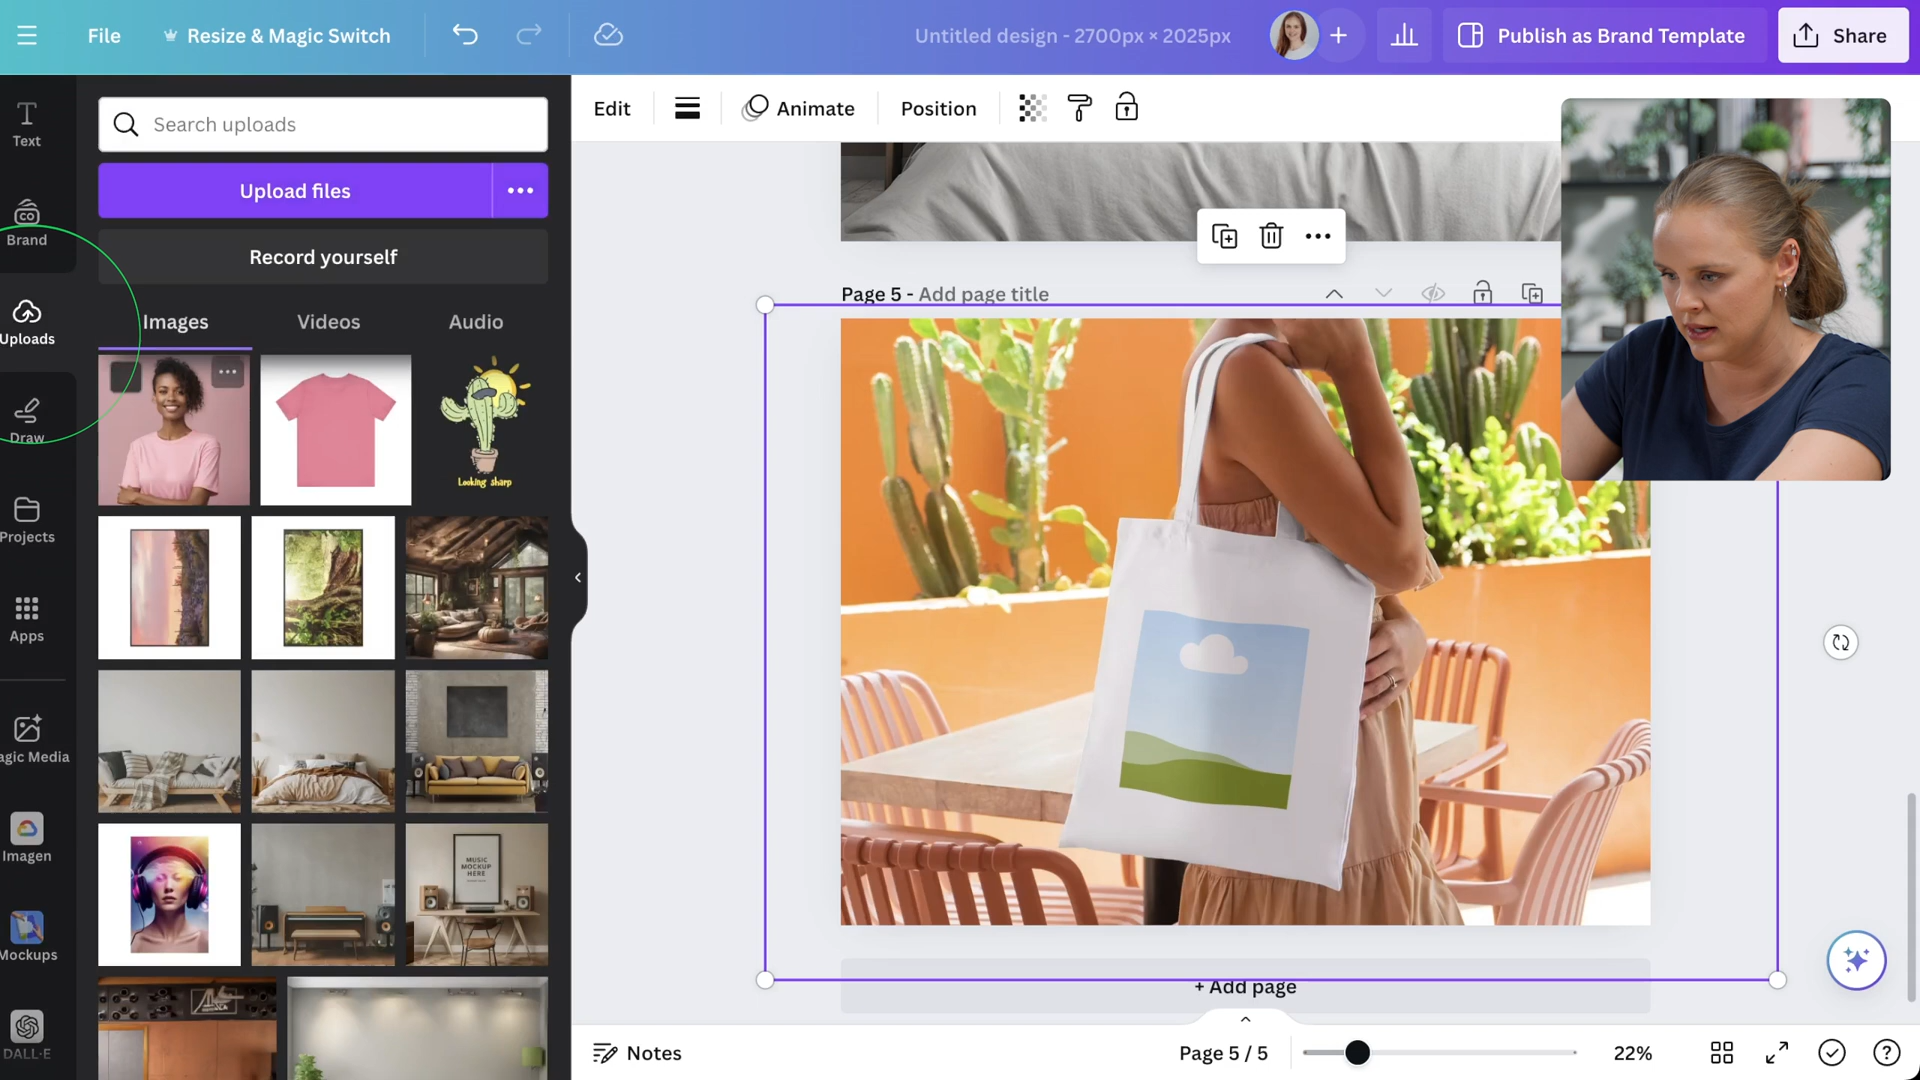 File
Resize & Magic Switch
Untitled design - 2700px × 2025px
Publish as Brand Template
Share
Text
Brand
Uploads
Draw
Projects
Apps
agic Media
Imagen
Mockups
DALL·E
Search uploads
Upload files
Record yourself
Images
Videos
Audio
Looking sharp
MUSIC
MOCKUP
HERE
Edit
Animate
Position
Page 5 - Add page title
+ Add page
Notes
Page 5 / 5
22%